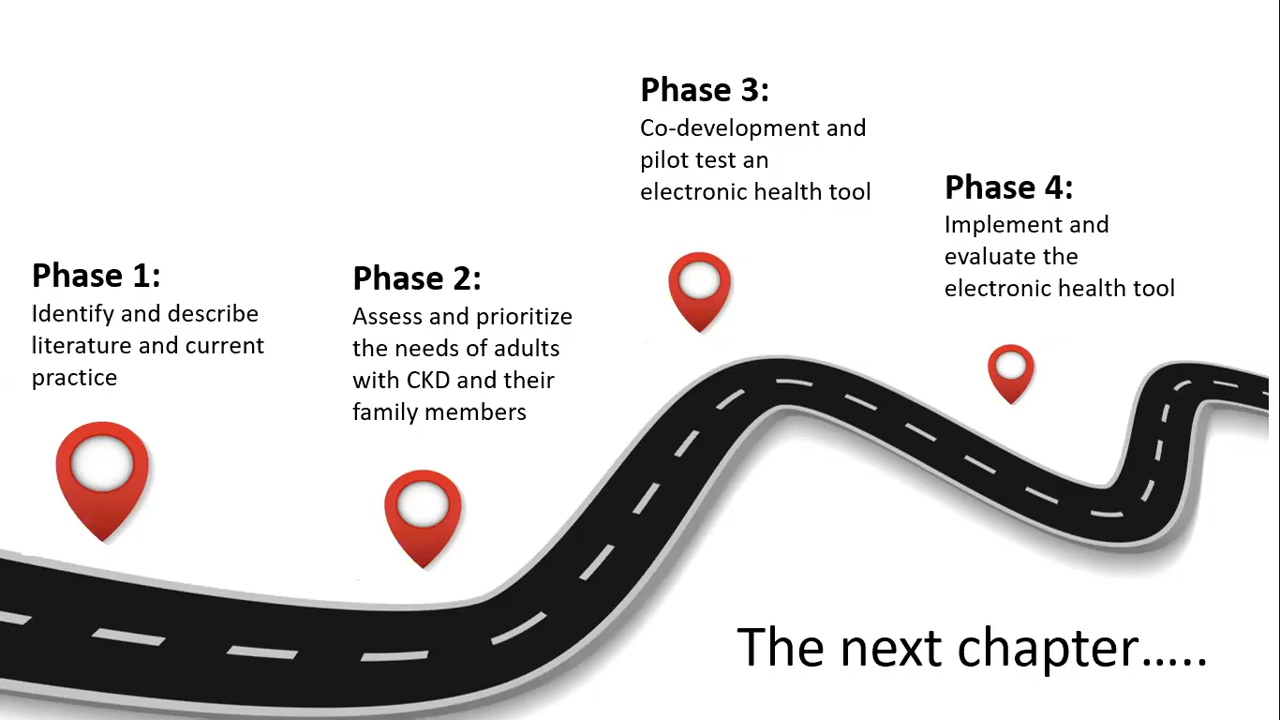 Phase 1:
Identify and describe
literature and current
practice
Phase 2:
Assess and prioritize
the needs of adults
with CKD and their
family members
Phase 3:
Co-development and
pilot test an
electronic health tool
Phase 4:
Implement and
evaluate the
electronic health tool
The next chapter.....